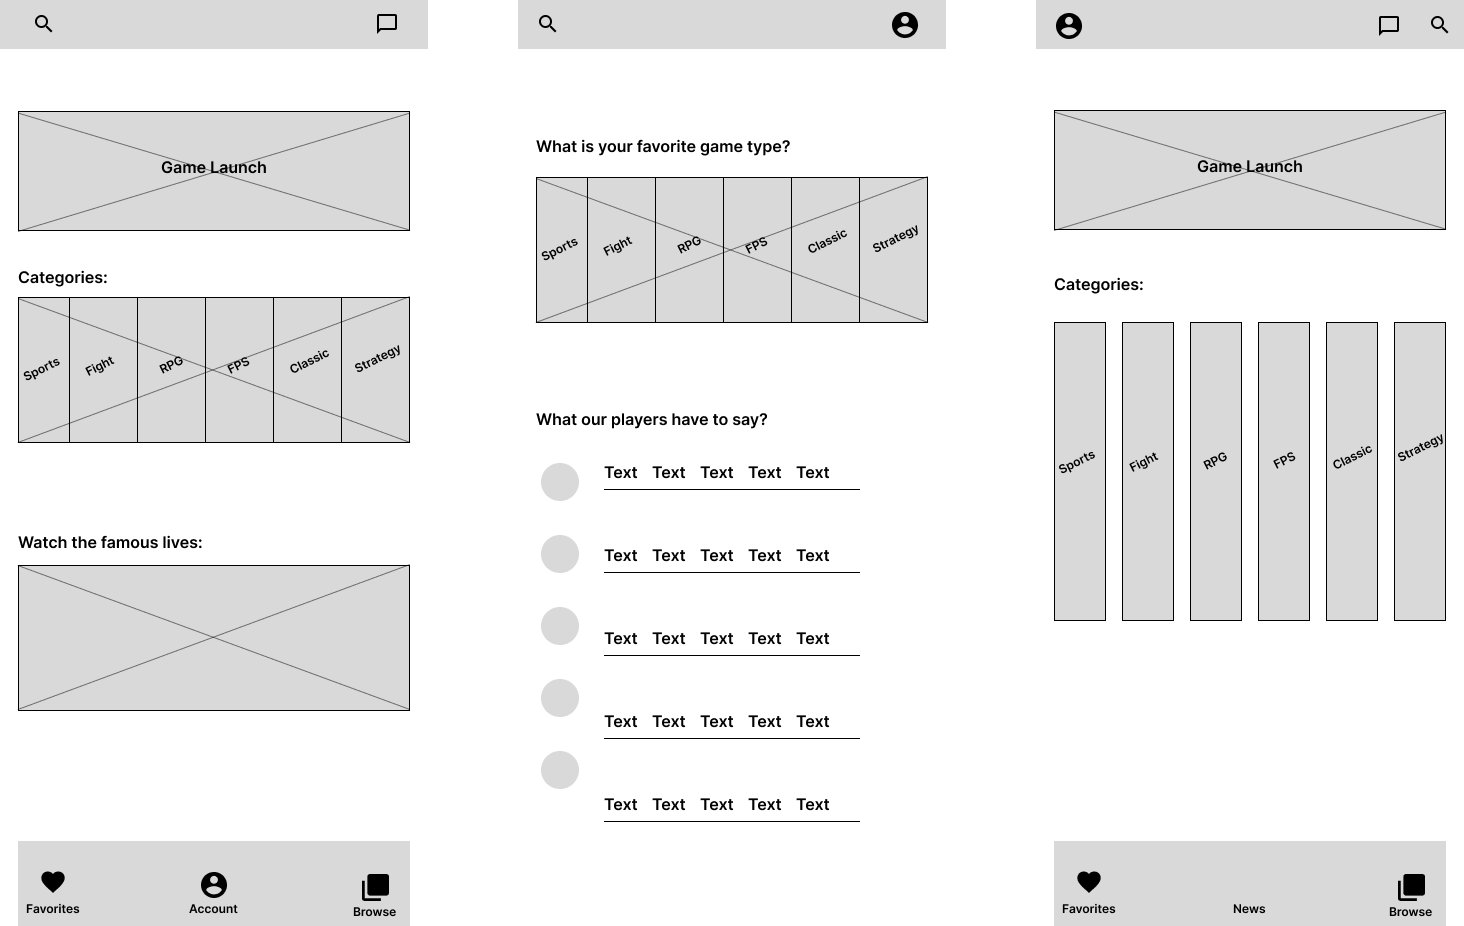 Game Launch
Categories:
Sports Fight RPG FPS Classic Strategy
Watch the famous lives:
Favorites Account Browse
What is your favorite game type?
Sports Fight RPG FPS Classic Strategy
What our players have to say?
Text Text Text Text Text
Text Text Text Text Text
Text Text Text Text Text
Text Text Text Text Text
Text Text Text Text Text
Game Launch
Categories:
Sports Fight RPG FPS Classic Strategy
Favorites News Browse